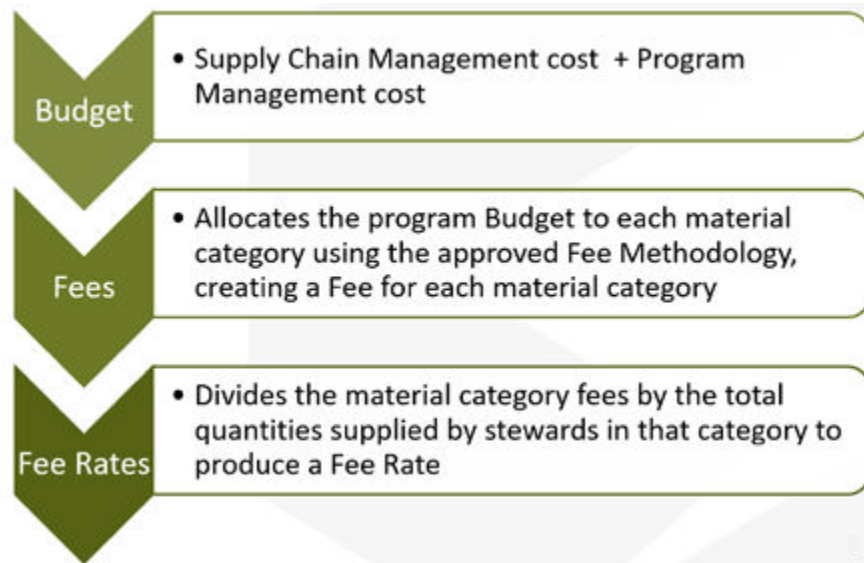 Budget
• Supply Chain Management cost + Program
Management cost
Fees
• Allocates the program Budget to each material
category using the approved Fee Methodology,
creating a Fee for each material category
Fee Rates
• Divides the material category fees by the total
quantities supplied by stewards in that category to
produce a Fee Rate